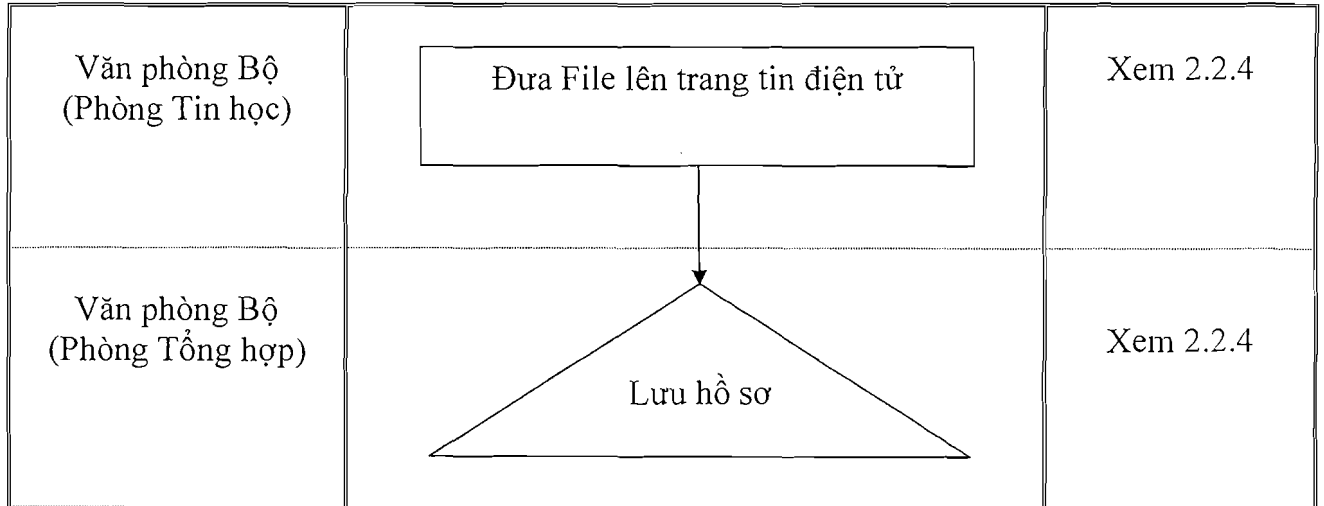 Văn phòng Bộ
(Phòng Tin học)
Đưa File lên trang tin điện tử
Xem 2.2.4
Văn phòng Bộ
(Phòng Tổng hợp)
Lưu hồ sơ
Xem 2.2.4